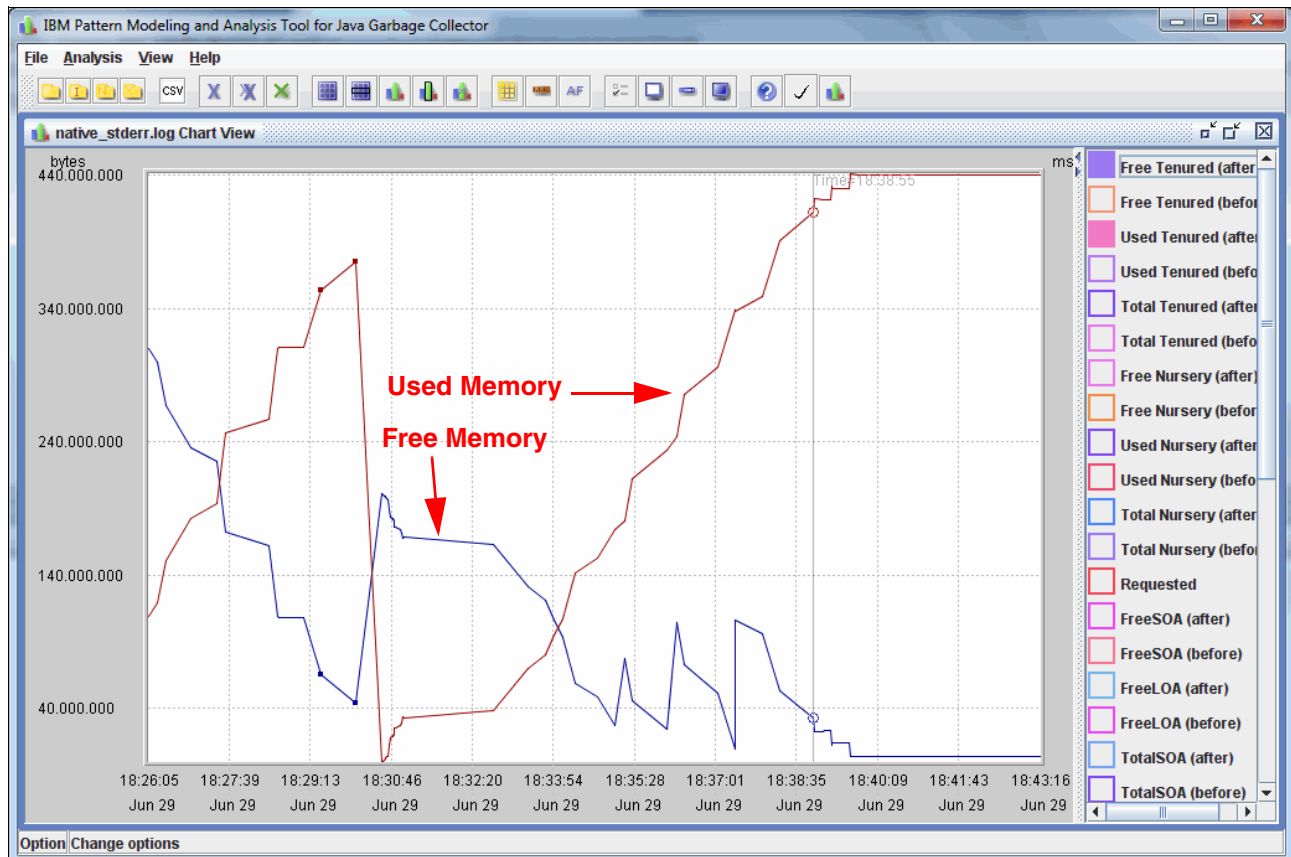 IBM Pattern Modeling and Analysis Tool for Java Garbage Collector
File Analysis View Help
CSV AF
native_stderr.log Chart View
bytes
ms
440.000.000
340.000.000
240.000.000
140.000.000
40.000.000
Time=18:38:55
Used Memory
Free Memory
18:26:05 18:27:39 18:29:13 18:30:46 18:32:20 18:33:54 18:35:28 18:37:01 18:38:35 18:40:09 18:41:43 18:43:16
Jun 29 Jun 29 Jun 29 Jun 29 Jun 29 Jun 29 Jun 29 Jun 29 Jun 29 Jun 29 Jun 29 Jun 29
Free Tenured (after
Free Tenured (befor
Used Tenured (after
Used Tenured (befo
Total Tenured (after
Total Tenured (befo
Free Nursery (after)
Free Nursery (befor
Used Nursery (after
Used Nursery (befo
Total Nursery (after
Total Nursery (befor
Requested
FreeSOA (after)
FreeSOA (before)
FreeLOA (after)
FreeLOA (before)
TotalSOA (after)
TotalSOA (before)
Option Change options